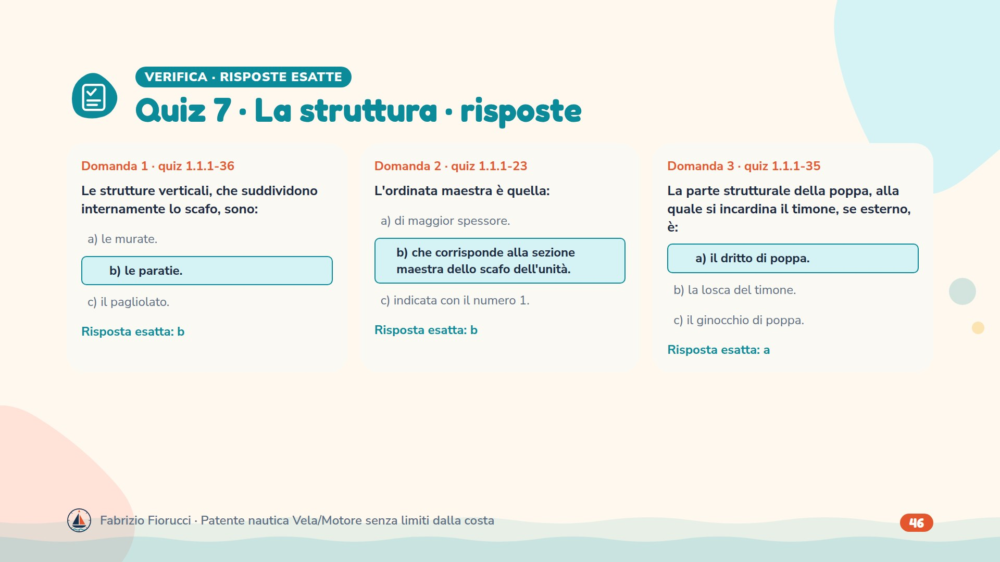 VERIFICA · RISPOSTE ESATTE
Quiz 7 · La struttura · risposte
Domanda 1 · quiz 1.1.1-36
Le strutture verticali, che suddividono
internamente lo scafo, sono:
a) le murate.
b) le paratie.
c) il pagliolato.
Risposta esatta: b
Domanda 2 · quiz 1.1.1-23
L'ordinata maestra è quella:
a) di maggior spessore.
b) che corrisponde alla sezione
maestra dello scafo dell'unità.
c) indicata con il numero 1.
Risposta esatta: b
Domanda 3 · quiz 1.1.1-35
La parte strutturale della poppa, alla
quale si incardina il timone, se esterno,
è:
a) il dritto di poppa.
b) la losca del timone.
c) il ginocchio di poppa.
Risposta esatta: a
Fabrizio Fiorucci · Patente nautica Vela/Motore senza limiti dalla costa
46